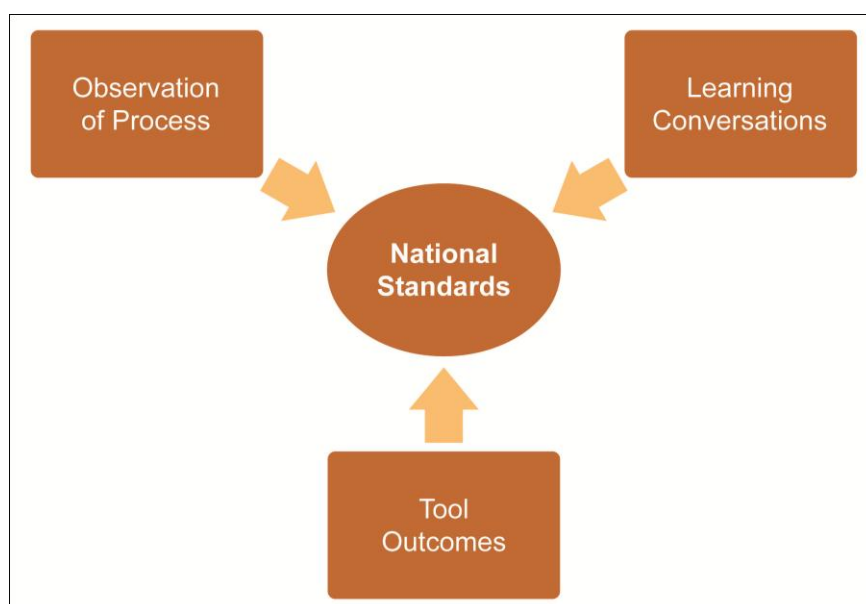 Observation
of Process
Learning
Conversations
National
Standards
Tool
Outcomes